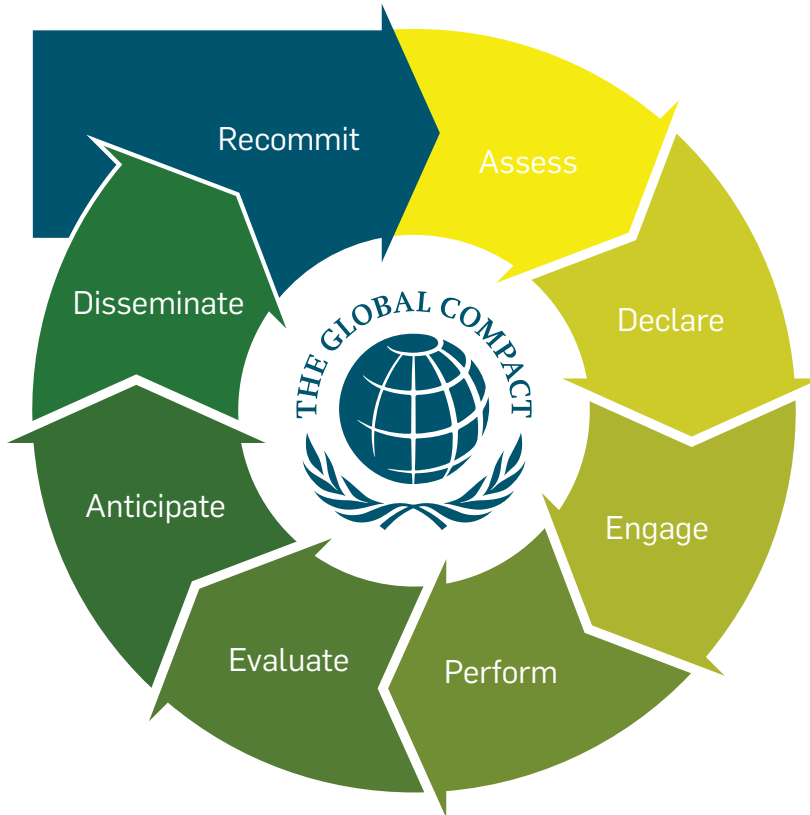 Recommit
Assess
Declare
Engage
Perform
Evaluate
Anticipate
Disseminate
THE GLOBAL COMPACT